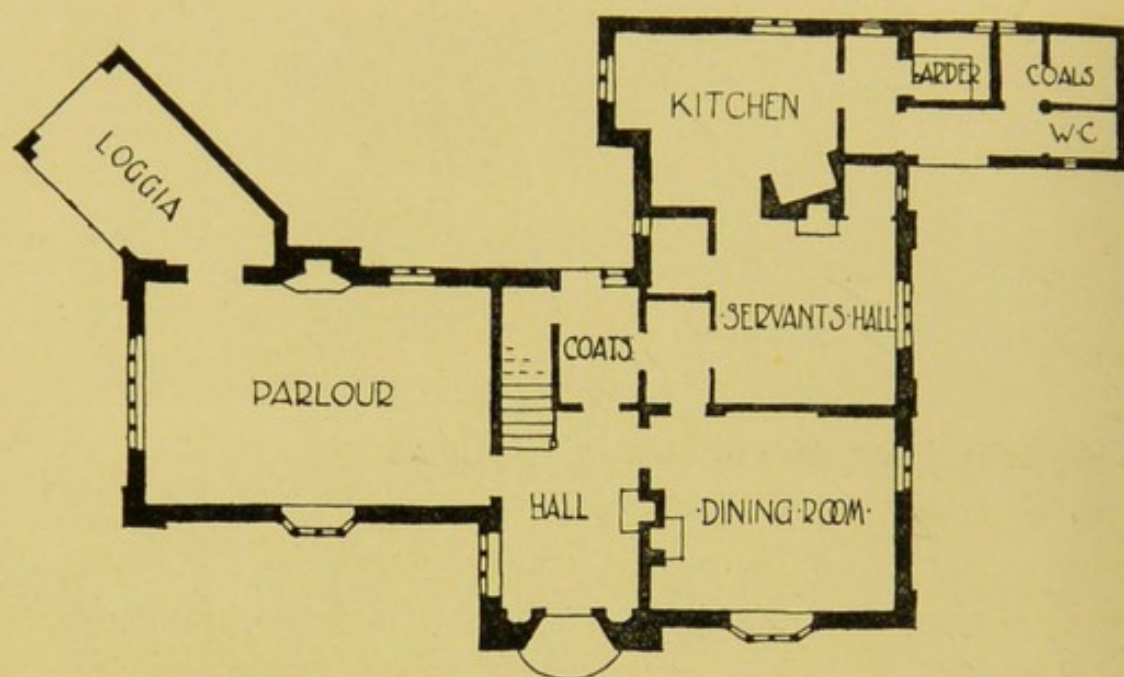 LOGGIA
KITCHEN
LARDER
COALS
W·C
·SERVANTS·HALL·
COATS
PARLOUR
HALL
·DINING·ROOM·